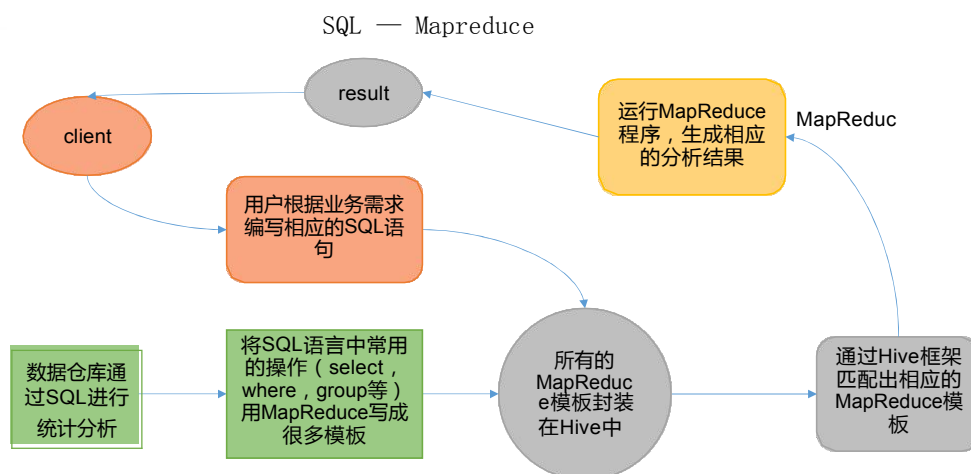 SQL — Mapreduce
result
client
运行MapReduce
程序，生成相应
的分析结果
MapReduc
用户根据业务需求
编写相应的SQL语
句
数据仓库通
过SQL进行
统计分析
将SQL语言中常用
的操作（select，
where，group等）
用MapReduce写成
很多模板
所有的
MapReduc
e模板封装
在Hive中
通过Hive框架
匹配出相应的
MapReduce模
板